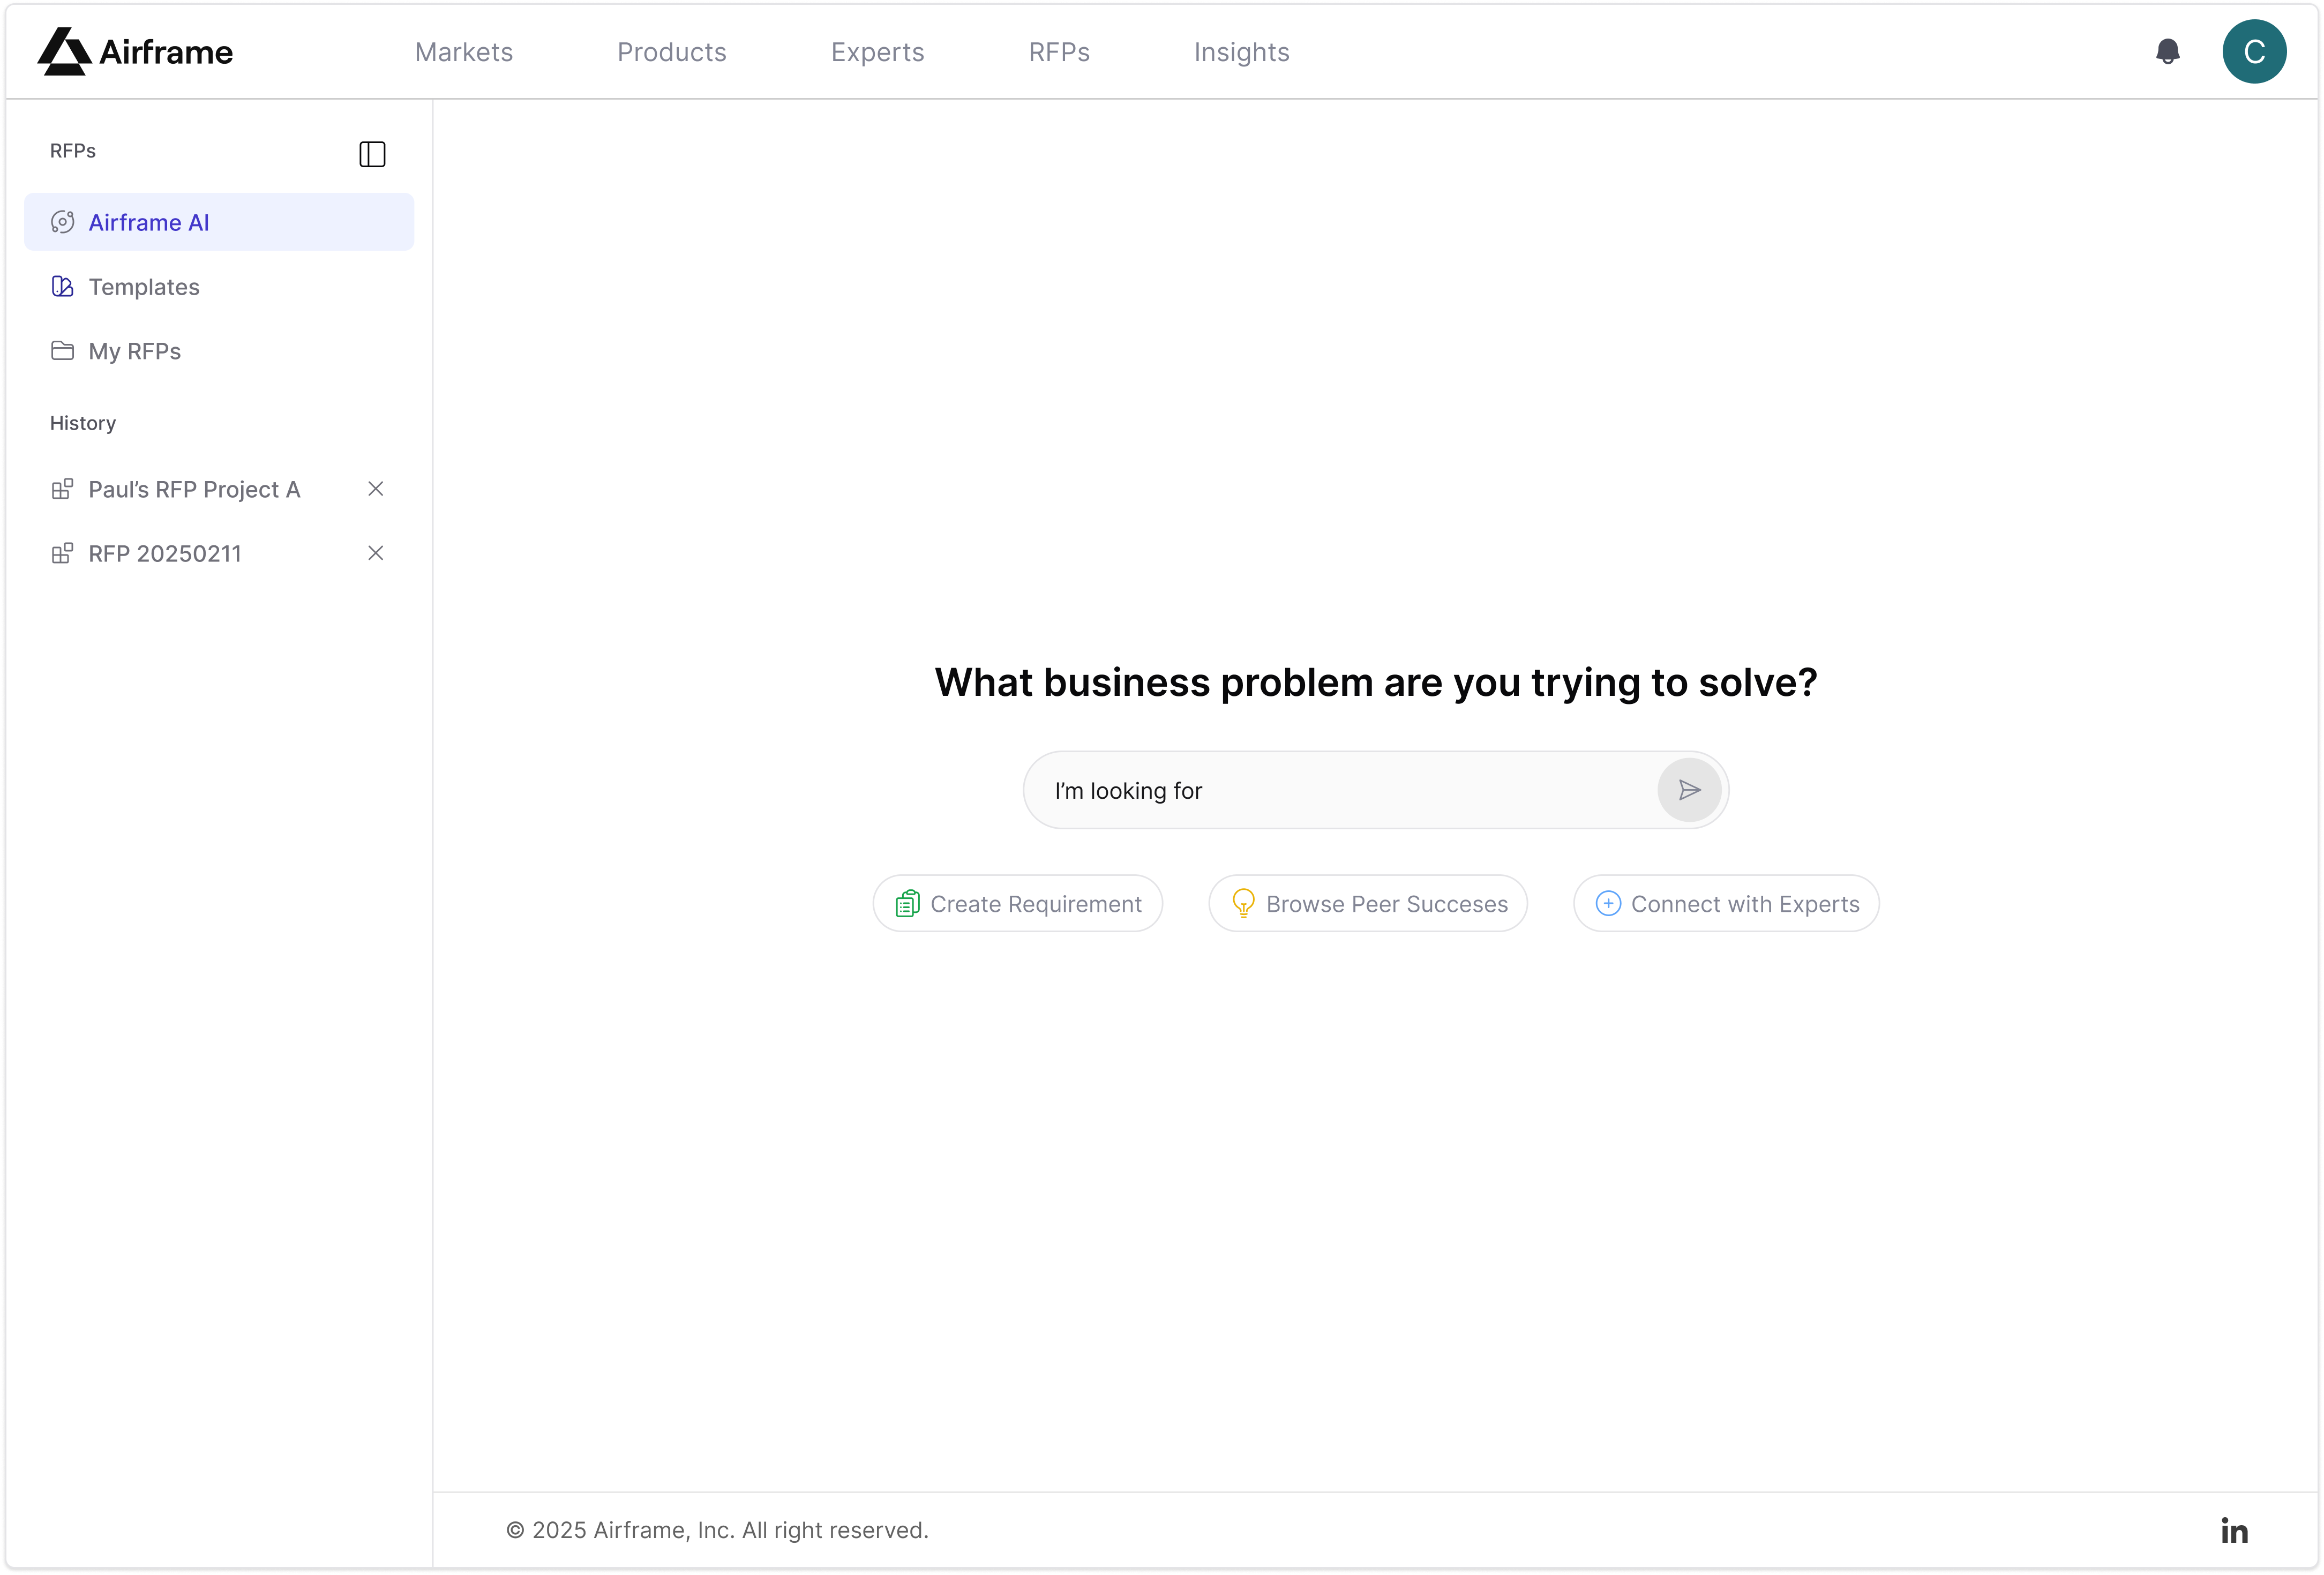 Airframe
Markets
Products
Experts
RFPs
Insights
C
RFPs
Airframe AI
Templates
My RFPs
History
Paul’s RFP Project A
RFP 20250211
What business problem are you trying to solve?
I’m looking for
Create Requirement
Browse Peer Succeses
Connect with Experts
© 2025 Airframe, Inc. All right reserved.
in